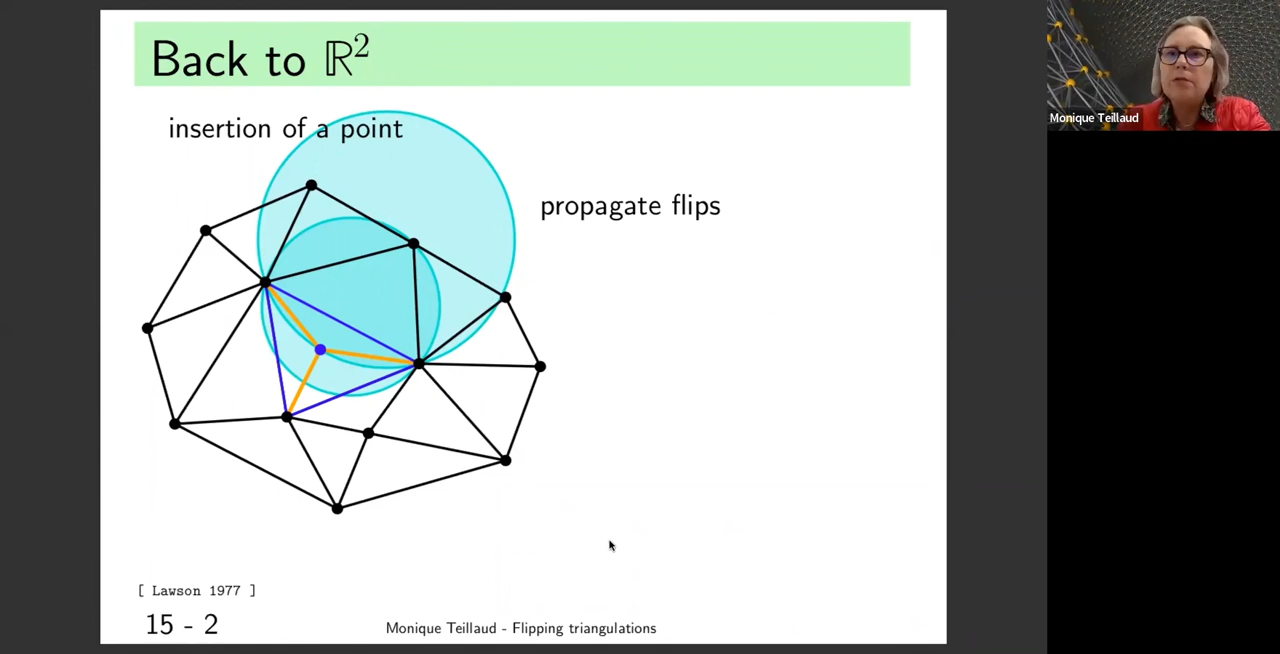 Back to ℝ²
insertion of a point
propagate flips
[ Lawson 1977 ]
15 - 2
Monique Teillaud - Flipping triangulations
Monique Teillaud